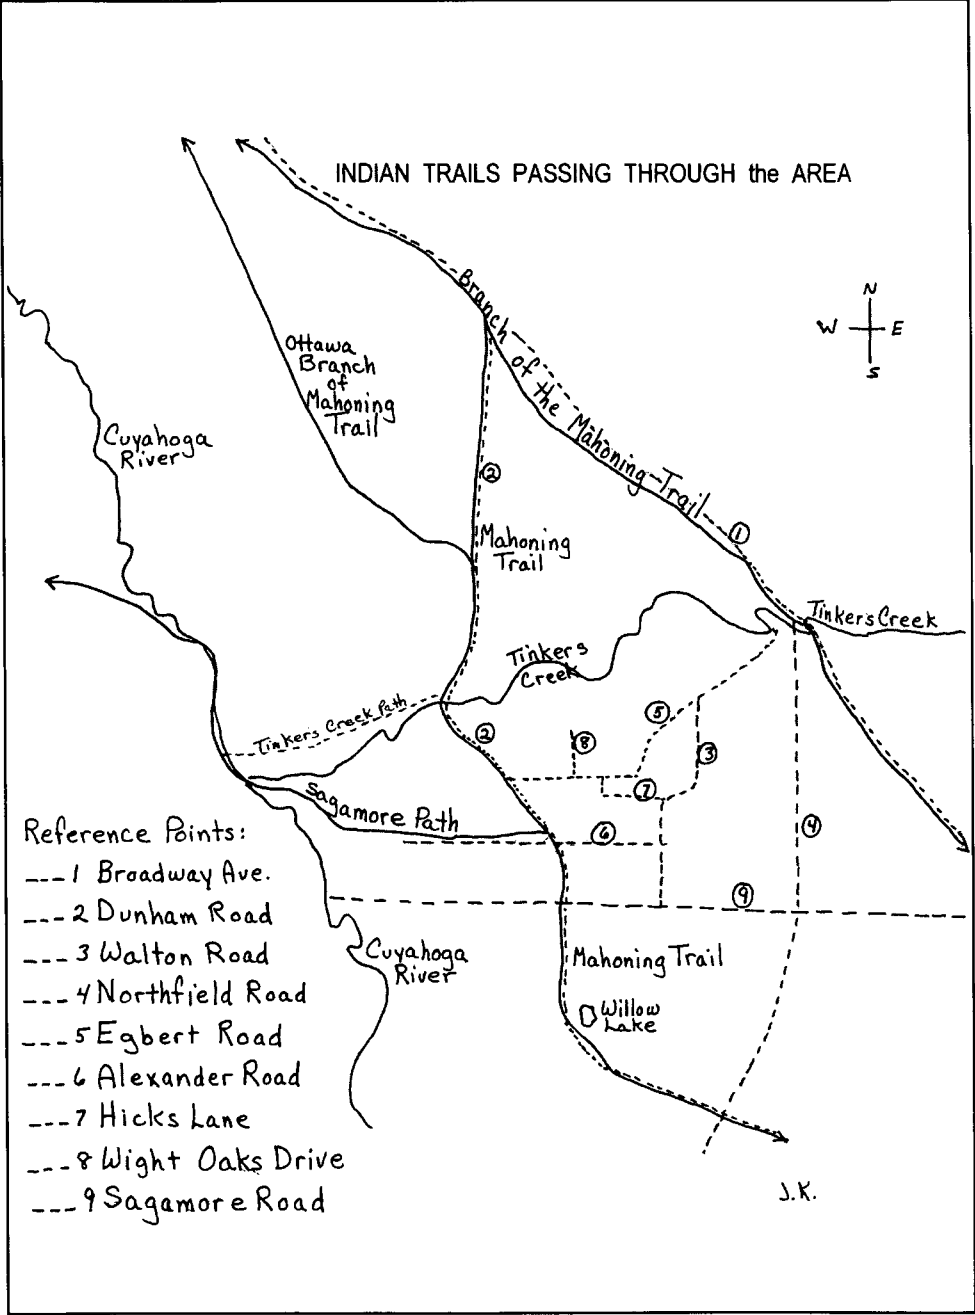 INDIAN TRAILS PASSING THROUGH the AREA
N
W E
S
Branch of the Mahoning Trail
Ottawa
Branch
of
Mahoning
Trail
Cuyahoga
River
2
Mahoning
Trail
1
Tinkers Creek
Tinkers
Creek
Tinkers Creek Path
2
5
8
3
7
Sagamore Path
6
4
9
Reference Points:
---1 Broadway Ave.
---2 Dunham Road
---3 Walton Road
---4 Northfield Road
---5 Egbert Road
---6 Alexander Road
---7 Hicks Lane
---8 Wight Oaks Drive
---9 Sagamore Road
Cuyahoga
River
Mahoning Trail
Willow
Lake
J.K.